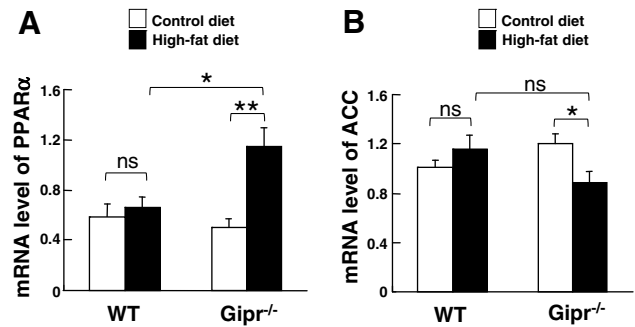 A
Control diet
High-fat diet
mRNA level of PPARα
1.6
1.2
0.8
0.4
0
ns
**
*
WT
Gipr-/-
B
Control diet
High-fat diet
mRNA level of ACC
1.6
1.2
0.8
0.4
0
ns
ns
*
WT
Gipr-/-